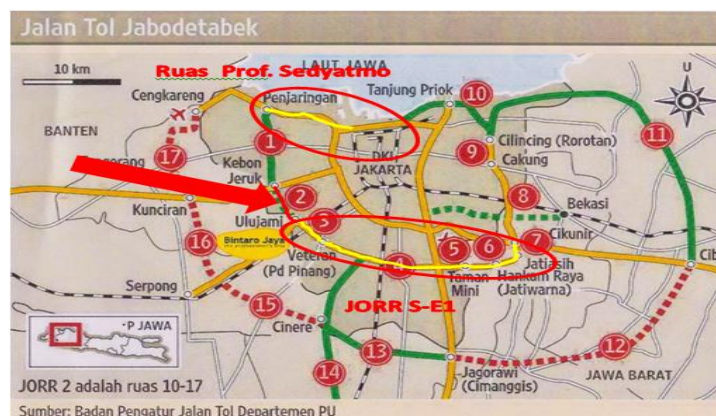 Jalan Tol Jabodetabek
10 km
Ruas Prof. Sedyatmo
LAUT JAWA
U
Cengkareng
Penjaringan
Tanjung Priok
10
BANTEN
1
DKI
JAKARTA
9
Cilincing (Rorotan)
Cakung
11
17
Kebon
Jeruk
2
8
Bekasi
Kunciran
Ulujami
3
Cikunir
16
Bintaro Jaya
Veteran
(Pd Pinang)
4
5
6
7
Taman
Mini
Jatiasih
Hankam Raya
(Jatiwarna)
Serpong
15
JORR S-E1
Cinere
P JAWA
13
14
12
Jagorawi
(Cimanggis)
JAWA BARAT
JORR 2 adalah ruas 10-17
Sumber: Badan Pengatur Jalan Tol Departemen PU